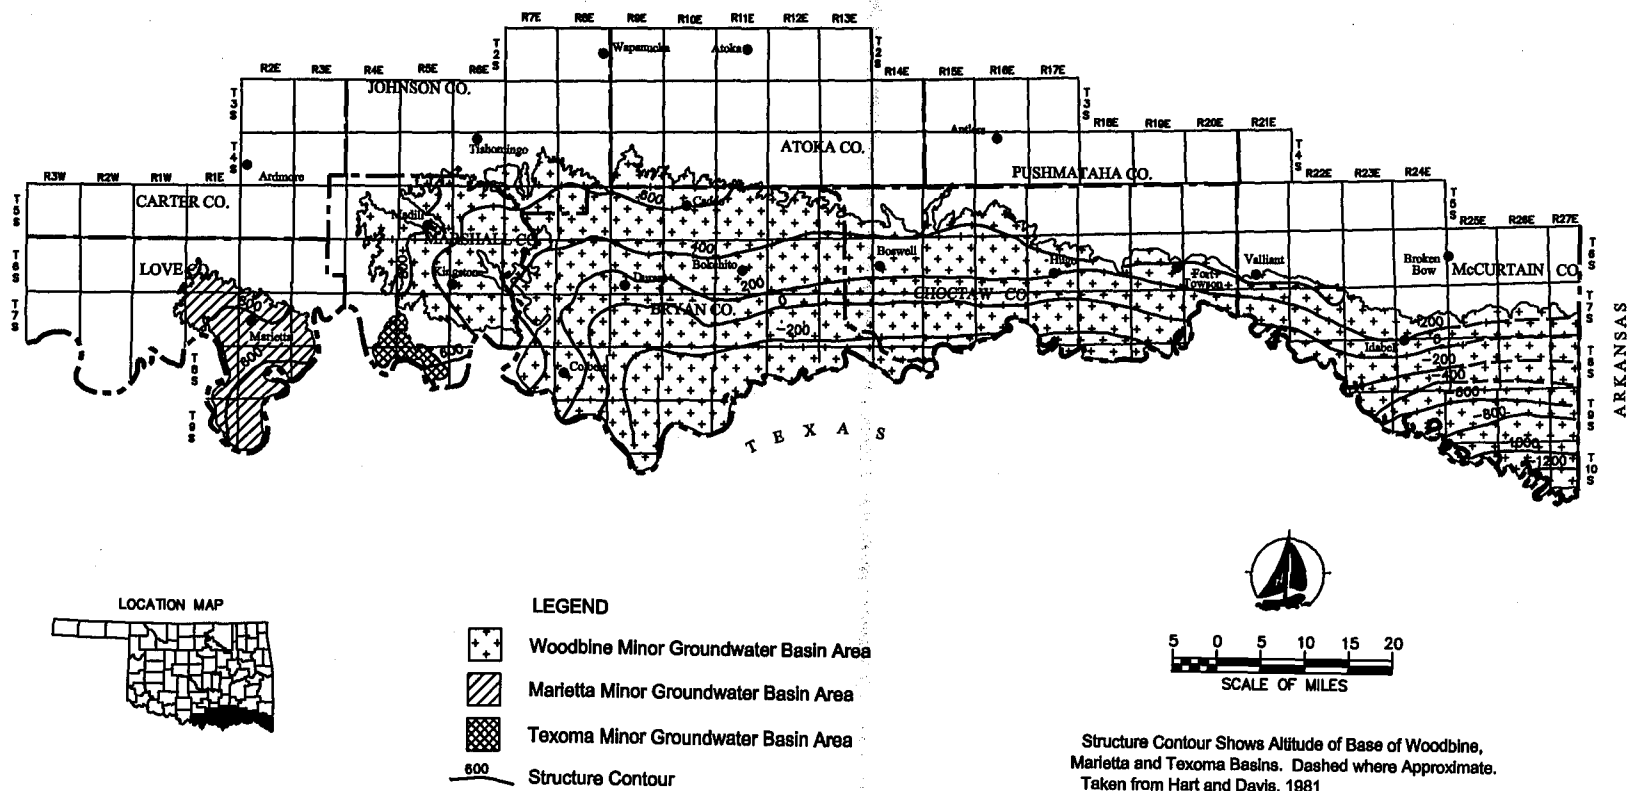 R7E R8E R9E R10E R11E R12E R13E
T2S T2S
Wapanucka Atoka
R2E R3E R4E R5E R6E R14E R15E R16E R17E
JOHNSON CO.
T3S T3S
R18E R19E R20E R21E
Antlers
Tishomingo ATOKA CO.
T4S T4S
Ardmore PUSHMATAHA CO.
R3W R2W R1W R1E R22E R23E R24E
CARTER CO. 600 Caddo
T5S T5S
Madill R25E R26E R27E
MARSHALL CO. 400 Boswell Hugo Valliant Broken
Bow
LOVE CO. 600 Kingston Durant Bokchito 200 Fort
Towson McCURTAIN CO.
T6S T6S
0 CHOCTAW CO.
T7S 600 BRYAN CO. T7S
ARKANSAS
Marietta -200 200
Idabel 0
600 600 -200
T8S Colbert -400 T8S
-600
T9S -800 T9S
TEXAS -1000
-1200 T10S
LOCATION MAP
LEGEND
Woodbine Minor Groundwater Basin Area
Marietta Minor Groundwater Basin Area
Texoma Minor Groundwater Basin Area
600 Structure Contour
5 0 5 10 15 20
SCALE OF MILES
Structure Contour Shows Altitude of Base of Woodbine,
Marietta and Texoma Basins. Dashed where Approximate.
Taken from Hart and Davis, 1981